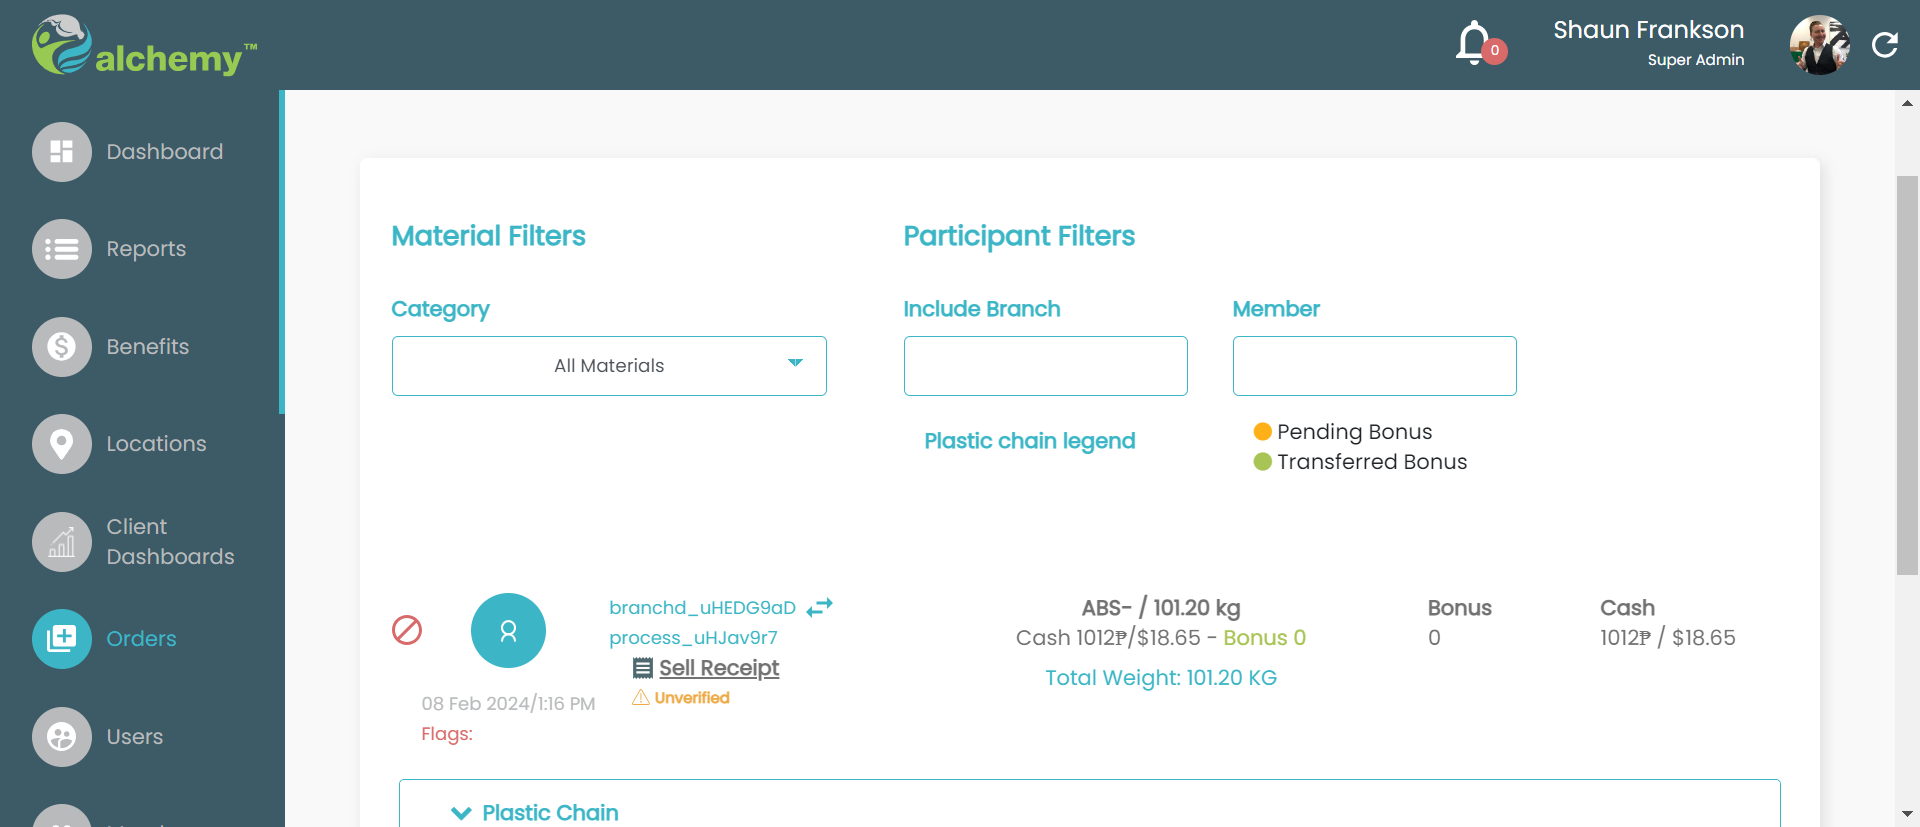 alchemy™
0
Shaun Frankson
Super Admin
Dashboard
Reports
Benefits
Locations
Client
Dashboards
Orders
Users
Material Filters
Participant Filters
Category
Include Branch
Member
All Materials
Plastic chain legend
Pending Bonus
Transferred Bonus
branchd_uHEDG9aD
process_uHJav9r7
Sell Receipt
Unverified
08 Feb 2024/1:16 PM
Flags:
ABS- / 101.20 kg
Cash 1012₱/$18.65 - Bonus 0
Total Weight: 101.20 KG
Bonus
0
Cash
1012₱ / $18.65
Plastic Chain